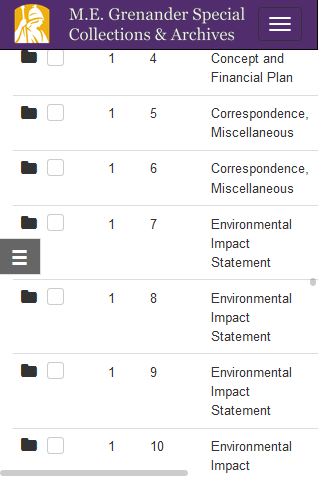 M.E. Grenander Special
Collections & Archives
1 4 Concept and
Financial Plan
1 5 Correspondence,
Miscellaneous
1 6 Correspondence,
Miscellaneous
1 7 Environmental
Impact
Statement
1 8 Environmental
Impact
Statement
1 9 Environmental
Impact
Statement
1 10 Environmental
Impact